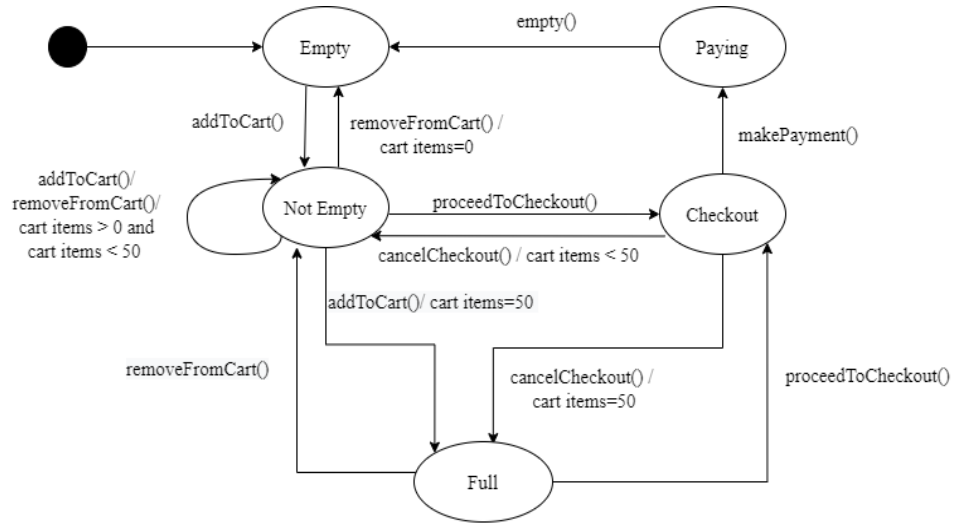 empty()
Empty
Paying
addToCart()
removeFromCart() /
cart items=0
makePayment()
addToCart()/
removeFromCart()/
cart items > 0 and
cart items < 50
Not Empty
proceedToCheckout()
Checkout
cancelCheckout() / cart items < 50
addToCart()/ cart items=50
removeFromCart()
cancelCheckout() /
cart items=50
proceedToCheckout()
Full